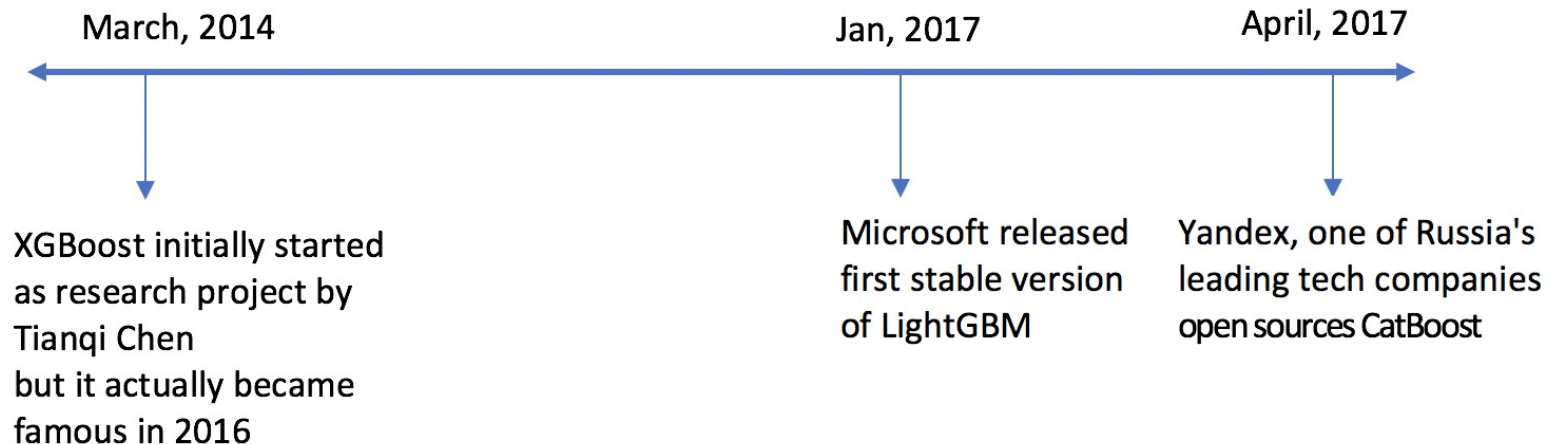 March, 2014
Jan, 2017
April, 2017
XGBoost initially started
as research project by
Tianqi Chen
but it actually became
famous in 2016
Microsoft released
first stable version
of LightGBM
Yandex, one of Russia's
leading tech companies
open sources CatBoost